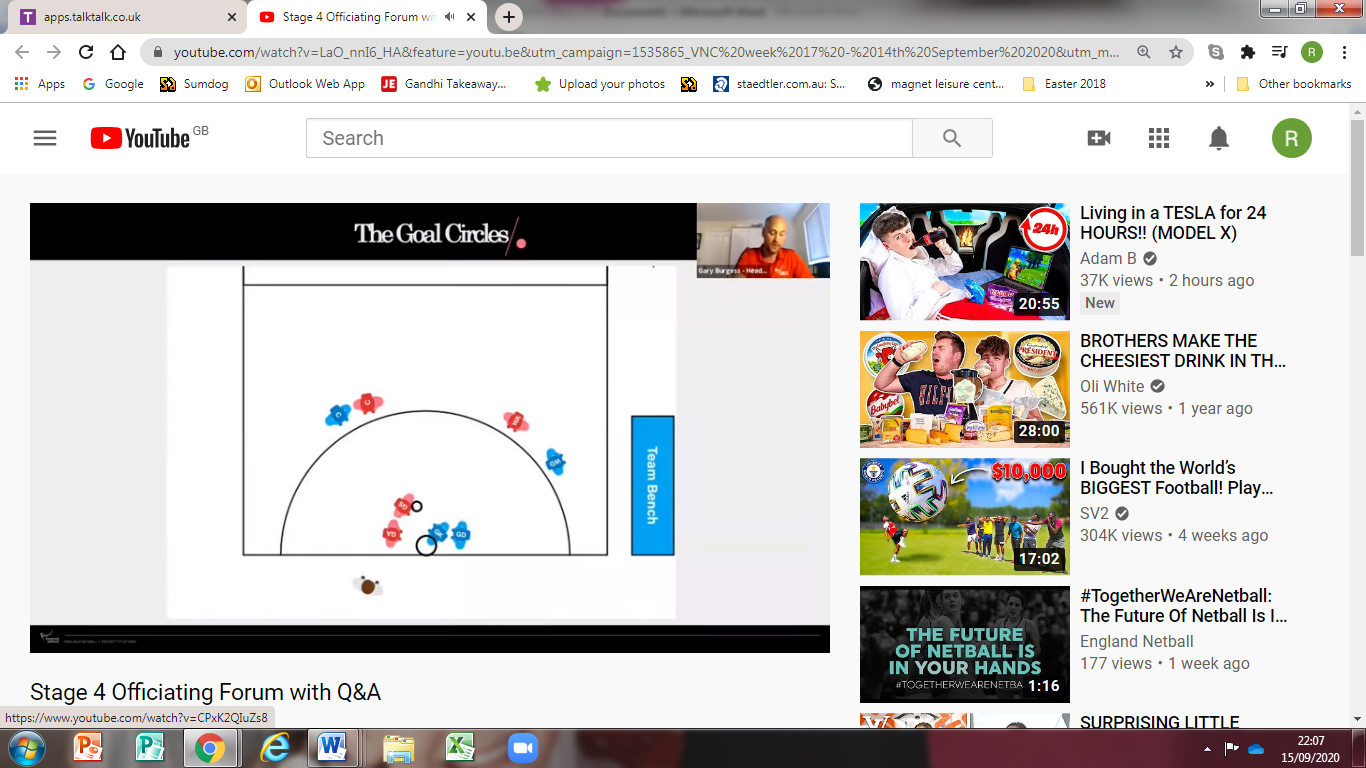 apps.talktalk.co.uk
Stage 4 Officiating Forum wit
youtube.com/watch?v=LaO_nnI6_HA&feature=youtu.be&utm_campaign=1535865_VNC%20week%2017%20-%2014th%20September%202020&utm_m...
R
Apps
Google
Sumdog
Outlook Web App
JE
Gandhi Takeaway...
Upload your photos
staedtler.com.au: S...
magnet leisure cent...
Easter 2018
»
Other bookmarks
YouTube GB
Search
R
The Goal Circles
Gary Burgess - Head...
C
C
GK
GD
Team Bench
Stage 4 Officiating Forum with Q&A
24h
20:55
Living in a TESLA for 24
HOURS!! (MODEL X)
Adam B
37K views • 2 hours ago
New
PRÉSIDENT
Babybel
28:00
BROTHERS MAKE THE
CHEESIEST DRINK IN TH...
Oli White
561K views • 1 year ago
$10,000
17:02
I Bought the World's
BIGGEST Football! Play...
SV2
304K views • 4 weeks ago
THE FUTURE
OF NETBALL IS
IN YOUR HANDS
#TOGETHERWEARENETBA
1:16
#TogetherWeAreNetball:
The Future Of Netball Is I...
England Netball
177 views • 1 week ago
SURPRISING LITTLE
https://www.youtube.com/watch?v=CPxK2QIuZs8
22:07
15/09/2020